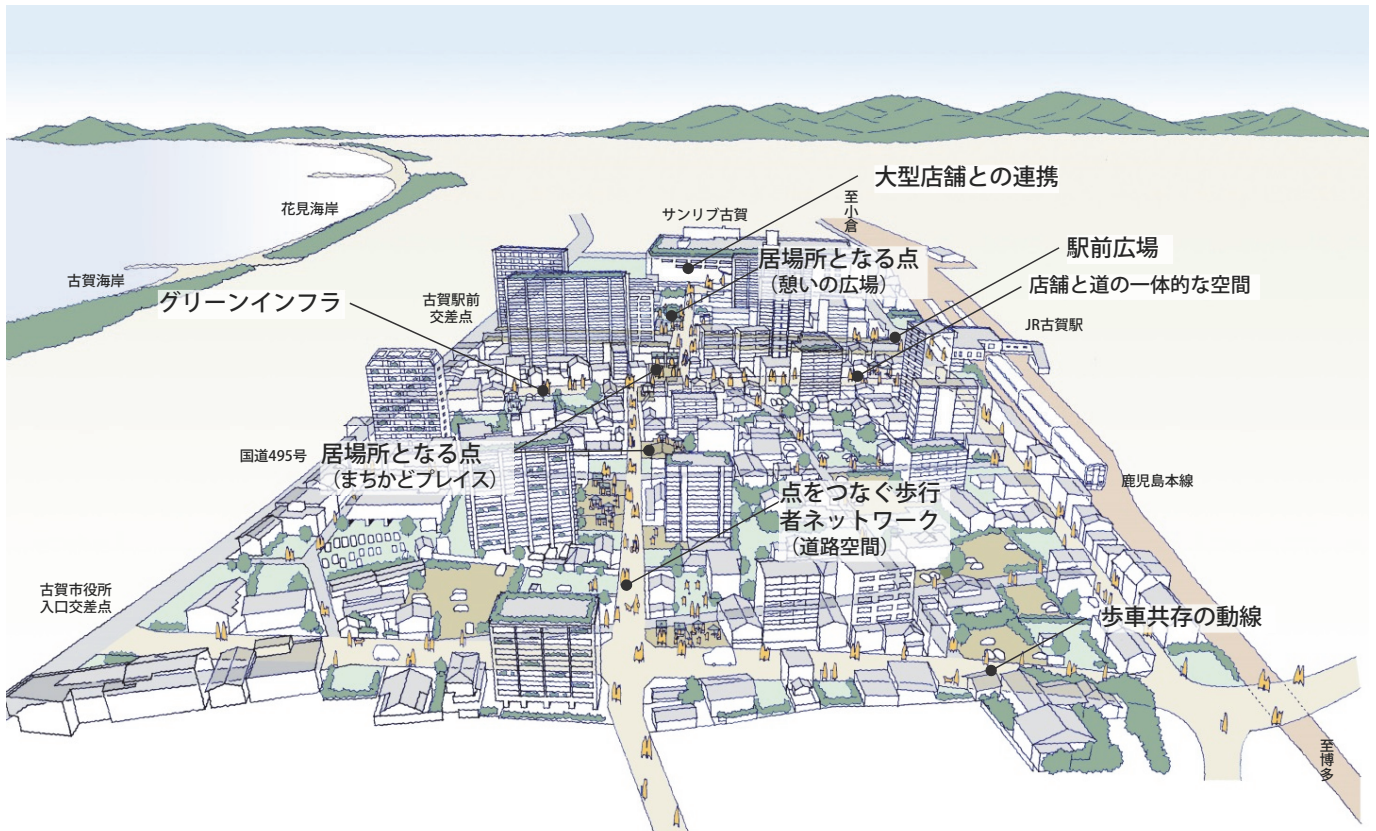 大型店舗との連携
至小倉
サンリブ古賀
花見海岸
駅前広場
居場所となる点
（憩いの広場）
古賀海岸
店舗と道の一体的な空間
グリーンインフラ
古賀駅前
交差点
JR古賀駅
国道495号
居場所となる点
（まちかどプレイス）
鹿児島本線
点をつなぐ歩行
者ネットワーク
（道路空間）
古賀市役所
入口交差点
歩車共存の動線
至博多